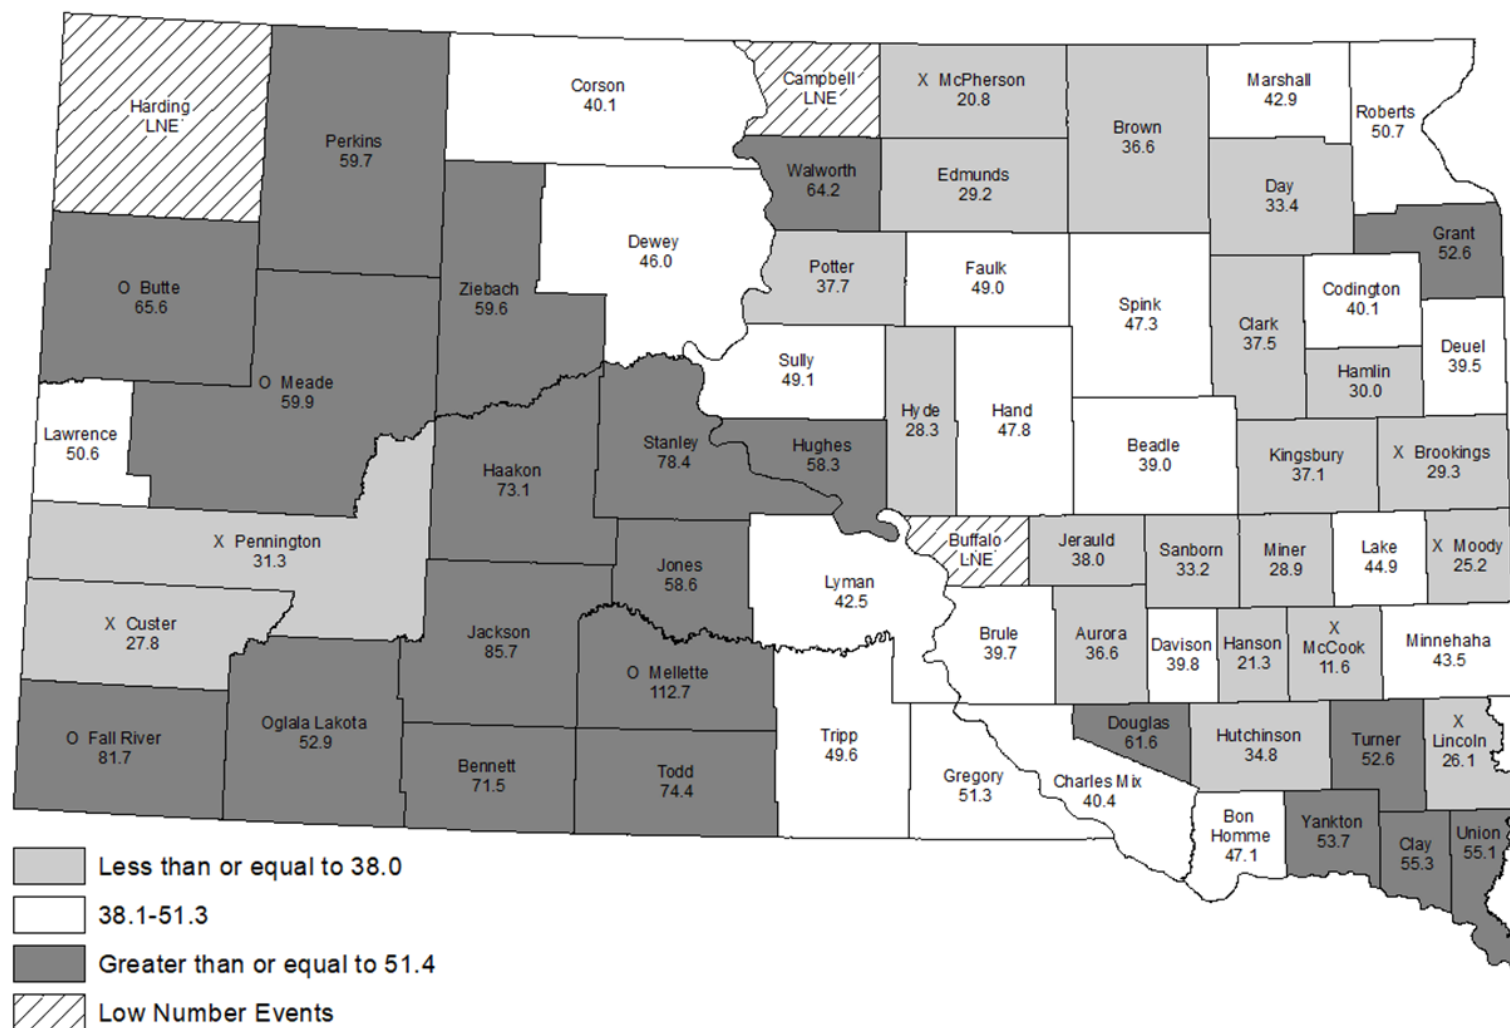 Harding
LNE
Perkins
59.7
Corson
40.1
Campbell
LNE
X McPherson
20.8
Brown
36.6
Marshall
42.9
Roberts
50.7
Walworth
64.2
Edmunds
29.2
Day
33.4
Grant
52.6
O Butte
65.6
Ziebach
59.6
Dewey
46.0
Potter
37.7
Faulk
49.0
Spink
47.3
Clark
37.5
Codington
40.1
Deuel
39.5
O Meade
59.9
Sully
49.1
Hyde
28.3
Hand
47.8
Hamlin
30.0
Lawrence
50.6
Haakon
73.1
Stanley
78.4
Hughes
58.3
Beadle
39.0
Kingsbury
37.1
X Brookings
29.3
X Pennington
31.3
Jones
58.6
Lyman
42.5
Buffalo
LNE
Jerauld
38.0
Sanborn
33.2
Miner
28.9
Lake
44.9
X Moody
25.2
X Custer
27.8
Jackson
85.7
O Mellette
112.7
Brule
39.7
Aurora
36.6
Davison
39.8
Hanson
21.3
X
McCook
11.6
Minnehaha
43.5
O Fall River
81.7
Oglala Lakota
52.9
Bennett
71.5
Todd
74.4
Tripp
49.6
Gregory
51.3
Charles Mix
40.4
Douglas
61.6
Hutchinson
34.8
Turner
52.6
X
Lincoln
26.1
Bon
Homme
47.1
Yankton
53.7
Clay
55.3
Union
55.1
Less than or equal to 38.0
38.1-51.3
Greater than or equal to 51.4
Low Number Events